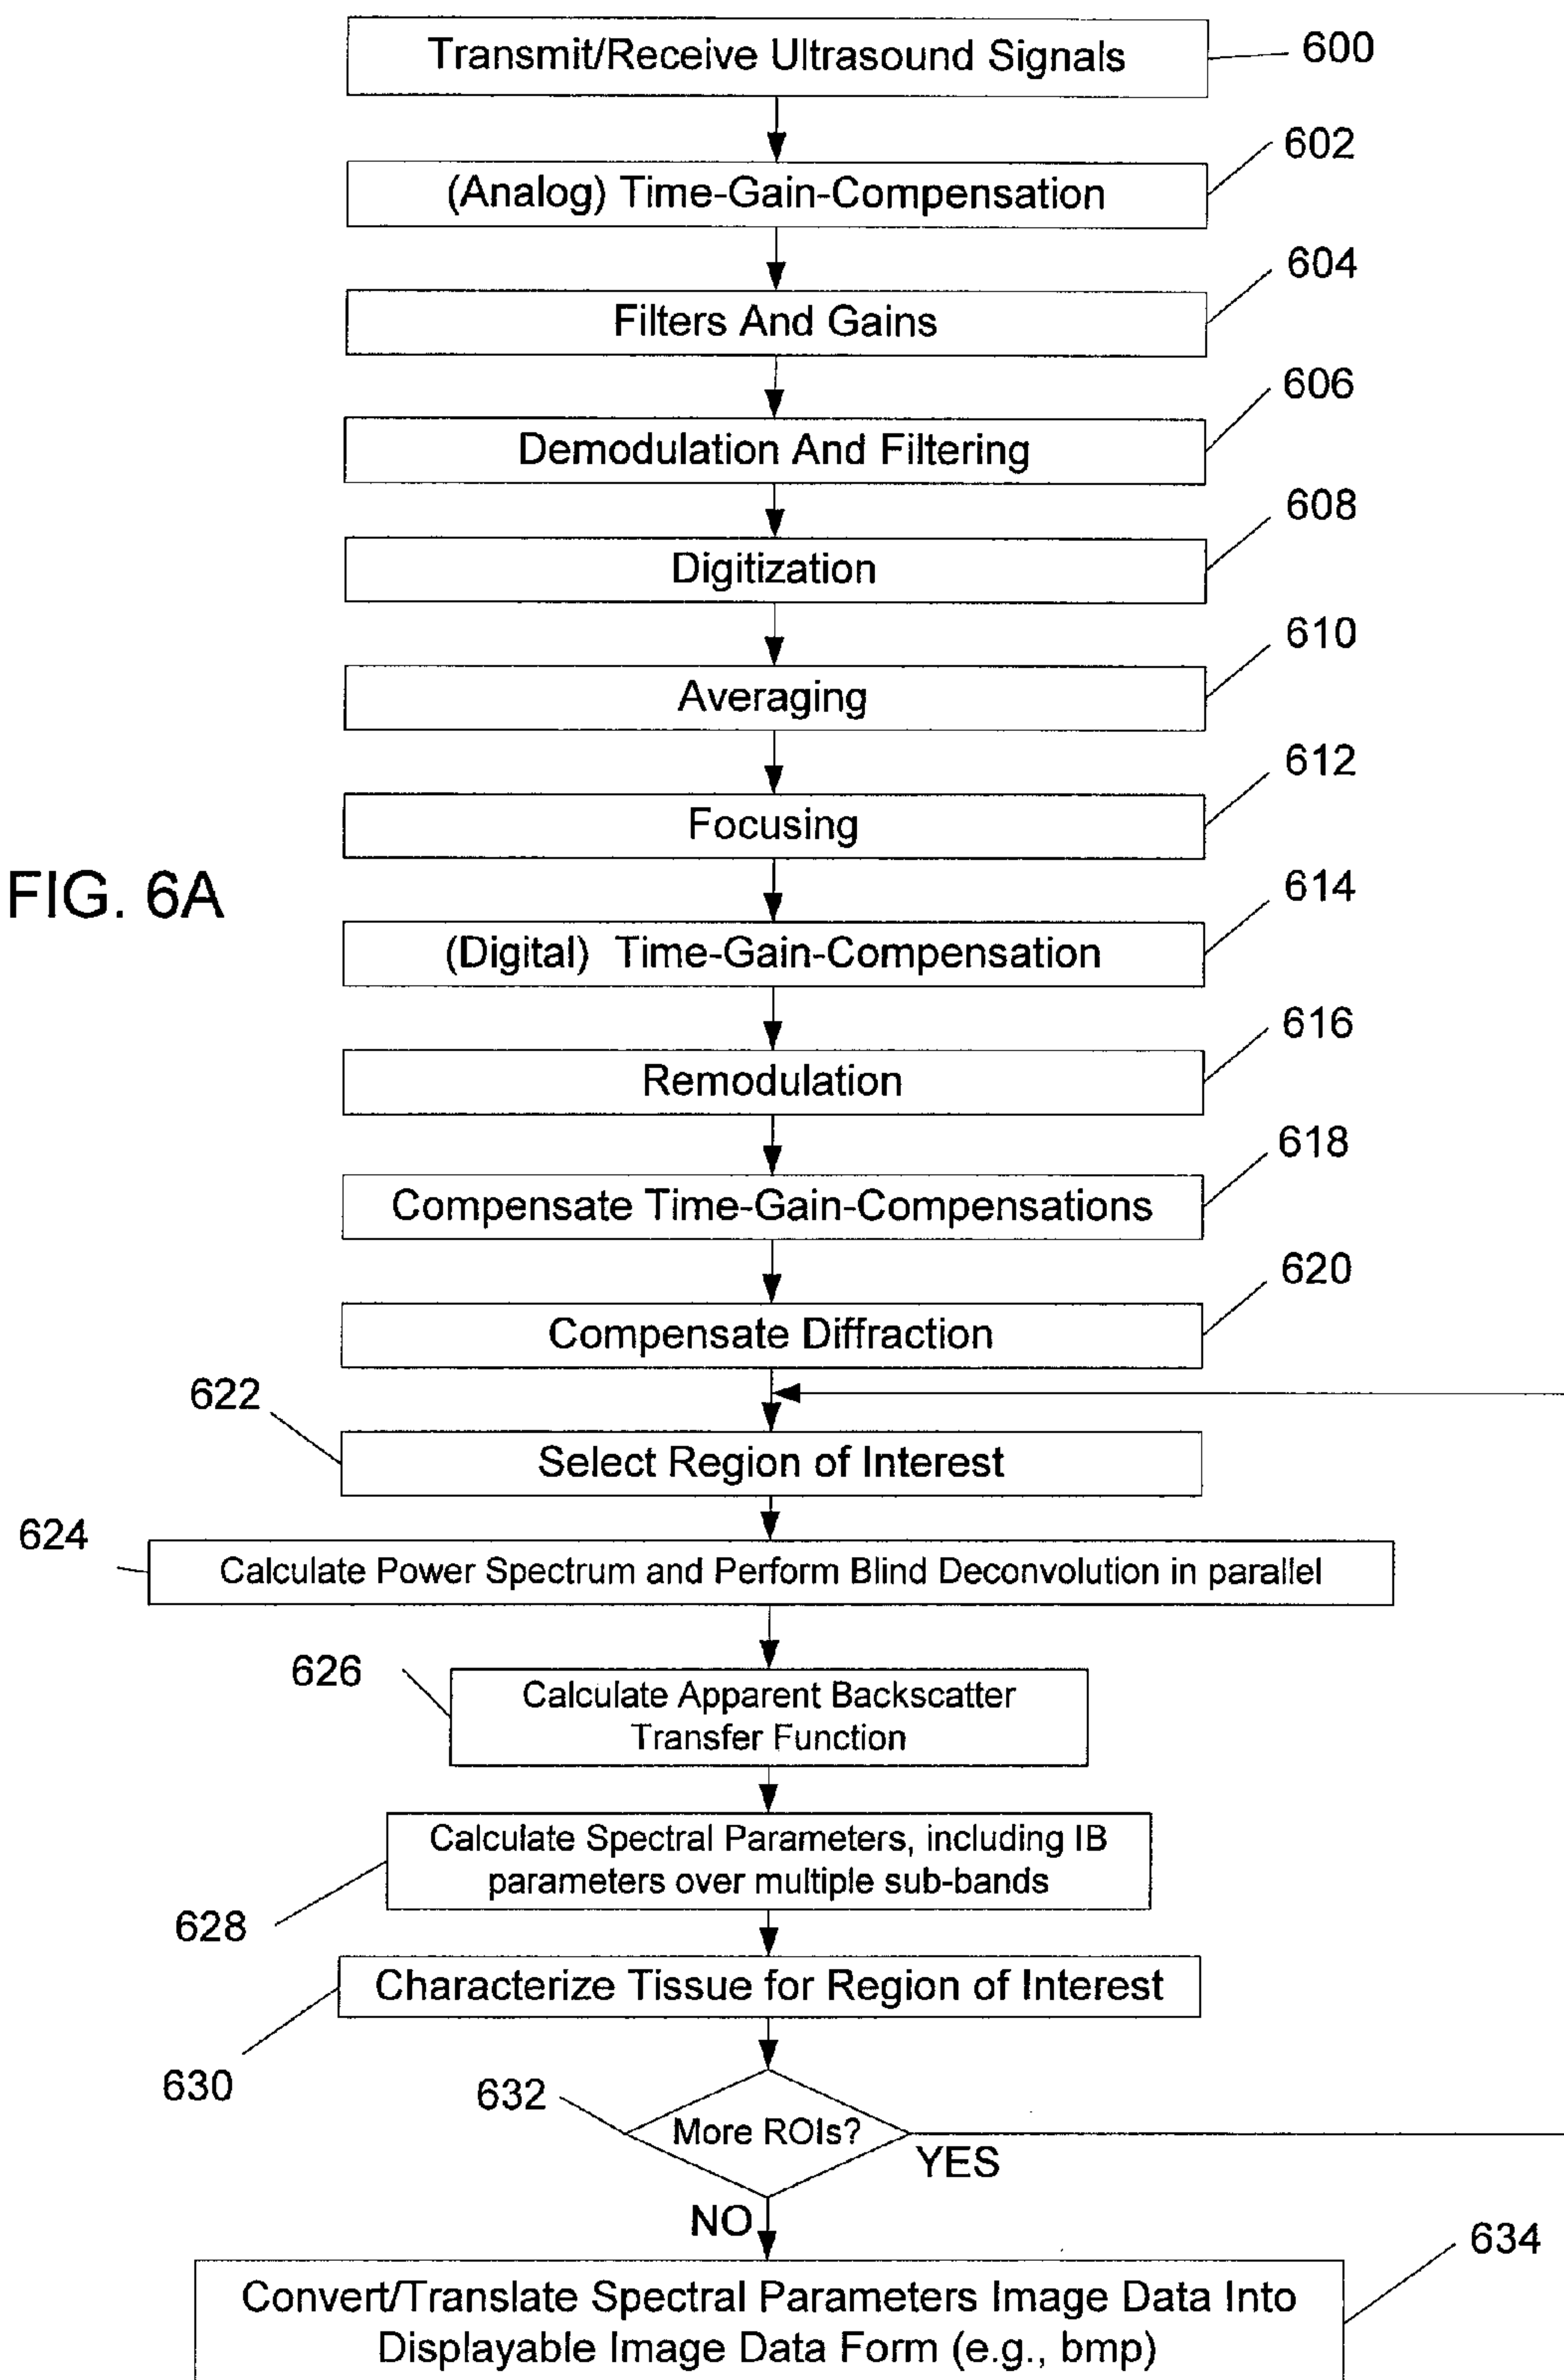 Transmit/Receive Ultrasound Signals
600
602
(Analog) Time-Gain-Compensation
604
Filters And Gains
606
Demodulation And Filtering
608
Digitization
610
Averaging
612
Focusing
FIG. 6A
614
(Digital) Time-Gain-Compensation
616
Remodulation
618
Compensate Time-Gain-Compensations
620
Compensate Diffraction
622
Select Region of Interest
624
Calculate Power Spectrum and Perform Blind Deconvolution in parallel
626
Calculate Apparent Backscatter
Transfer Function
Calculate Spectral Parameters, including IB
parameters over multiple sub-bands
628
Characterize Tissue for Region of Interest
630
632
More ROIs?
YES
NO
634
Convert/Translate Spectral Parameters Image Data Into
Displayable Image Data Form (e.g., bmp)